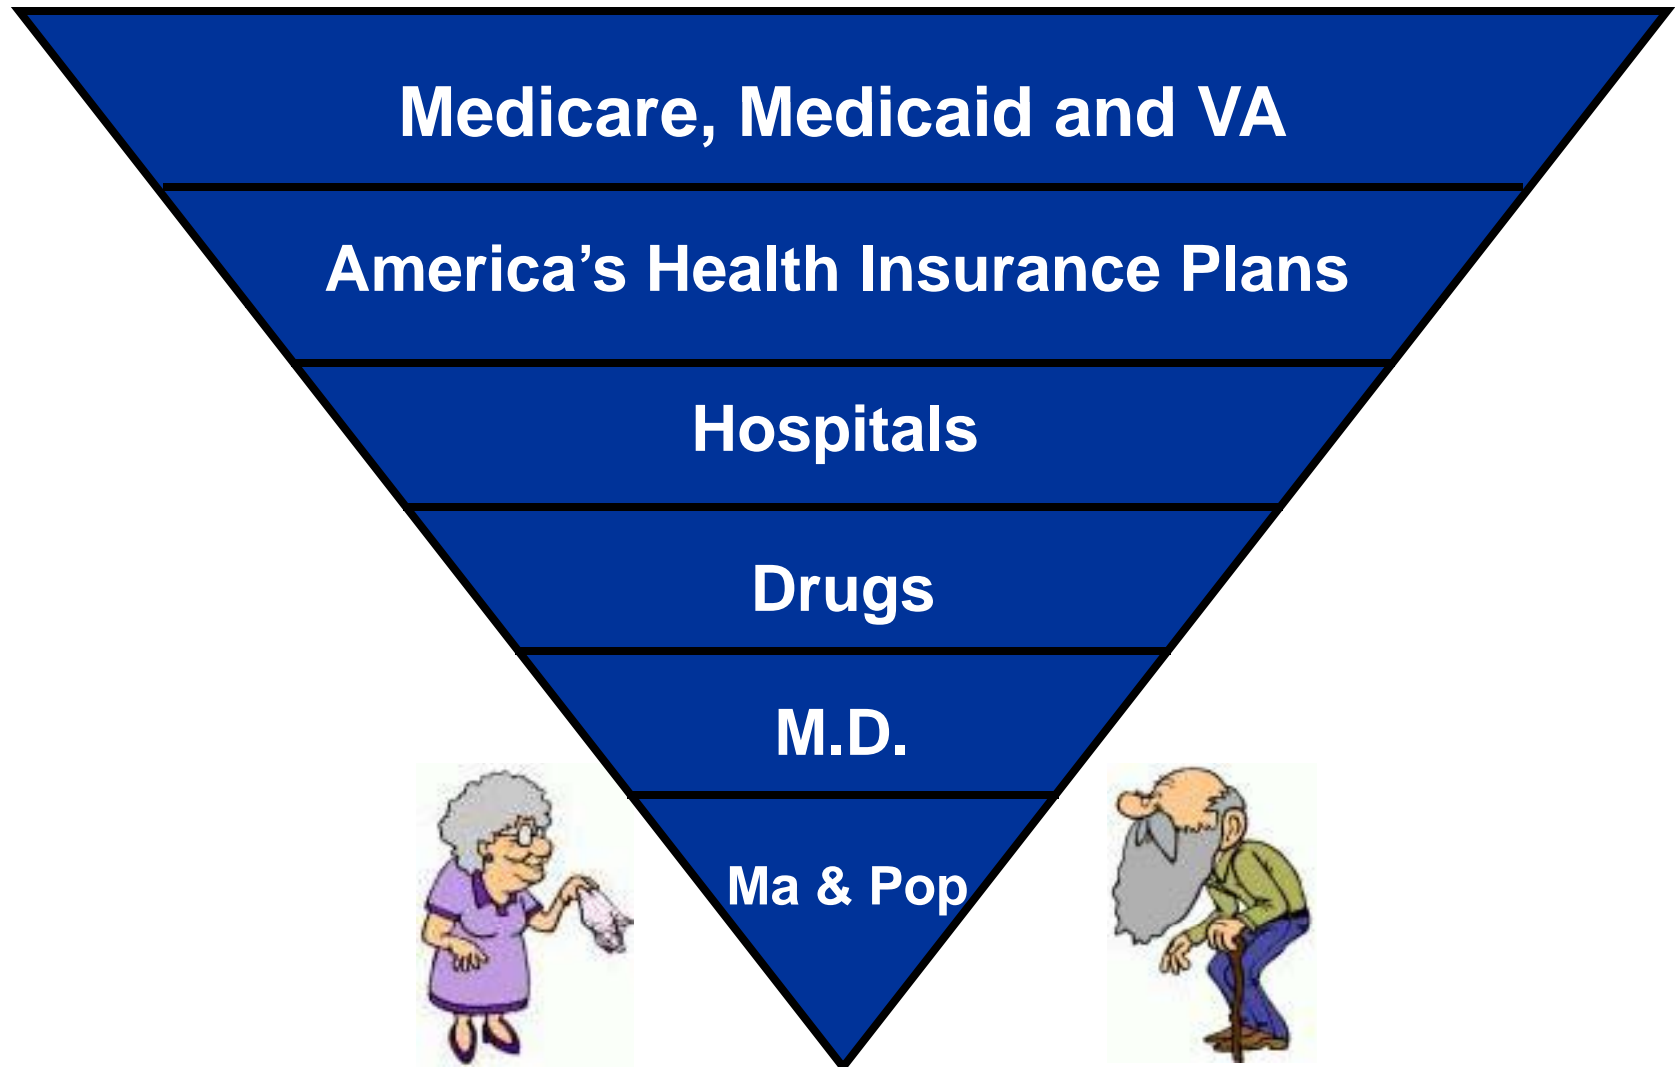 Medicare, Medicaid and VA
America’s Health Insurance Plans
Hospitals
Drugs
M.D.
Ma & Pop